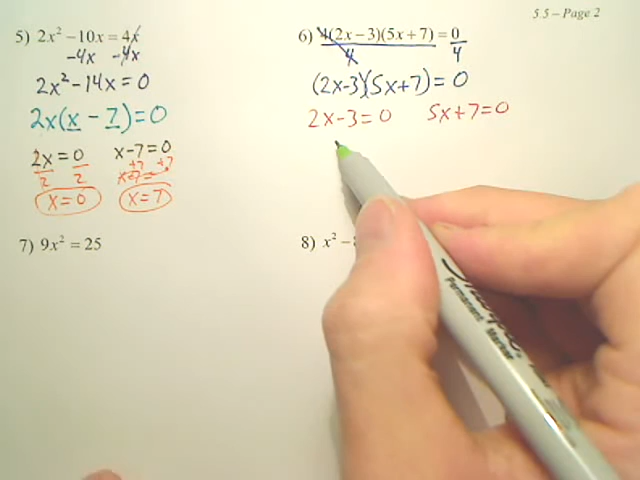 5.5 – Page 2
5) 2x² –10x = 4x
-4x -4x
2x² -14x = 0
2x(x - 7) = 0
2x = 0 x-7=0
2 2 +7 +7
x=0 x=7
6) 4(2x – 3)(5x + 7) = 0
4 4
(2x-3)(5x+7) = 0
2x-3=0 5x+7=0
7) 9x² = 25
8) x² –
Permanent Marker